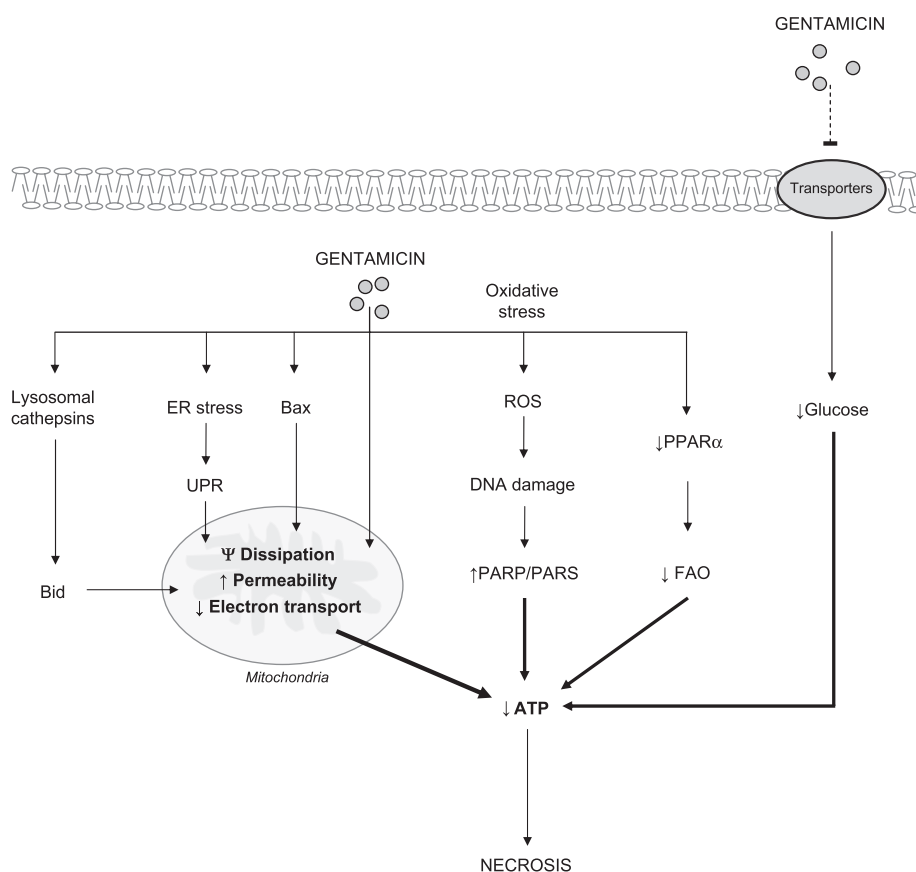 GENTAMICIN
Transporters
GENTAMICIN
Oxidative
stress
Lysosomal
cathepsins
ER stress
Bax
ROS
↓PPARα
↓Glucose
UPR
DNA damage
Ψ Dissipation
↑ Permeability
↓ Electron transport
Bid
↑PARP/PARS
↓ FAO
Mitochondria
↓ATP
NECROSIS